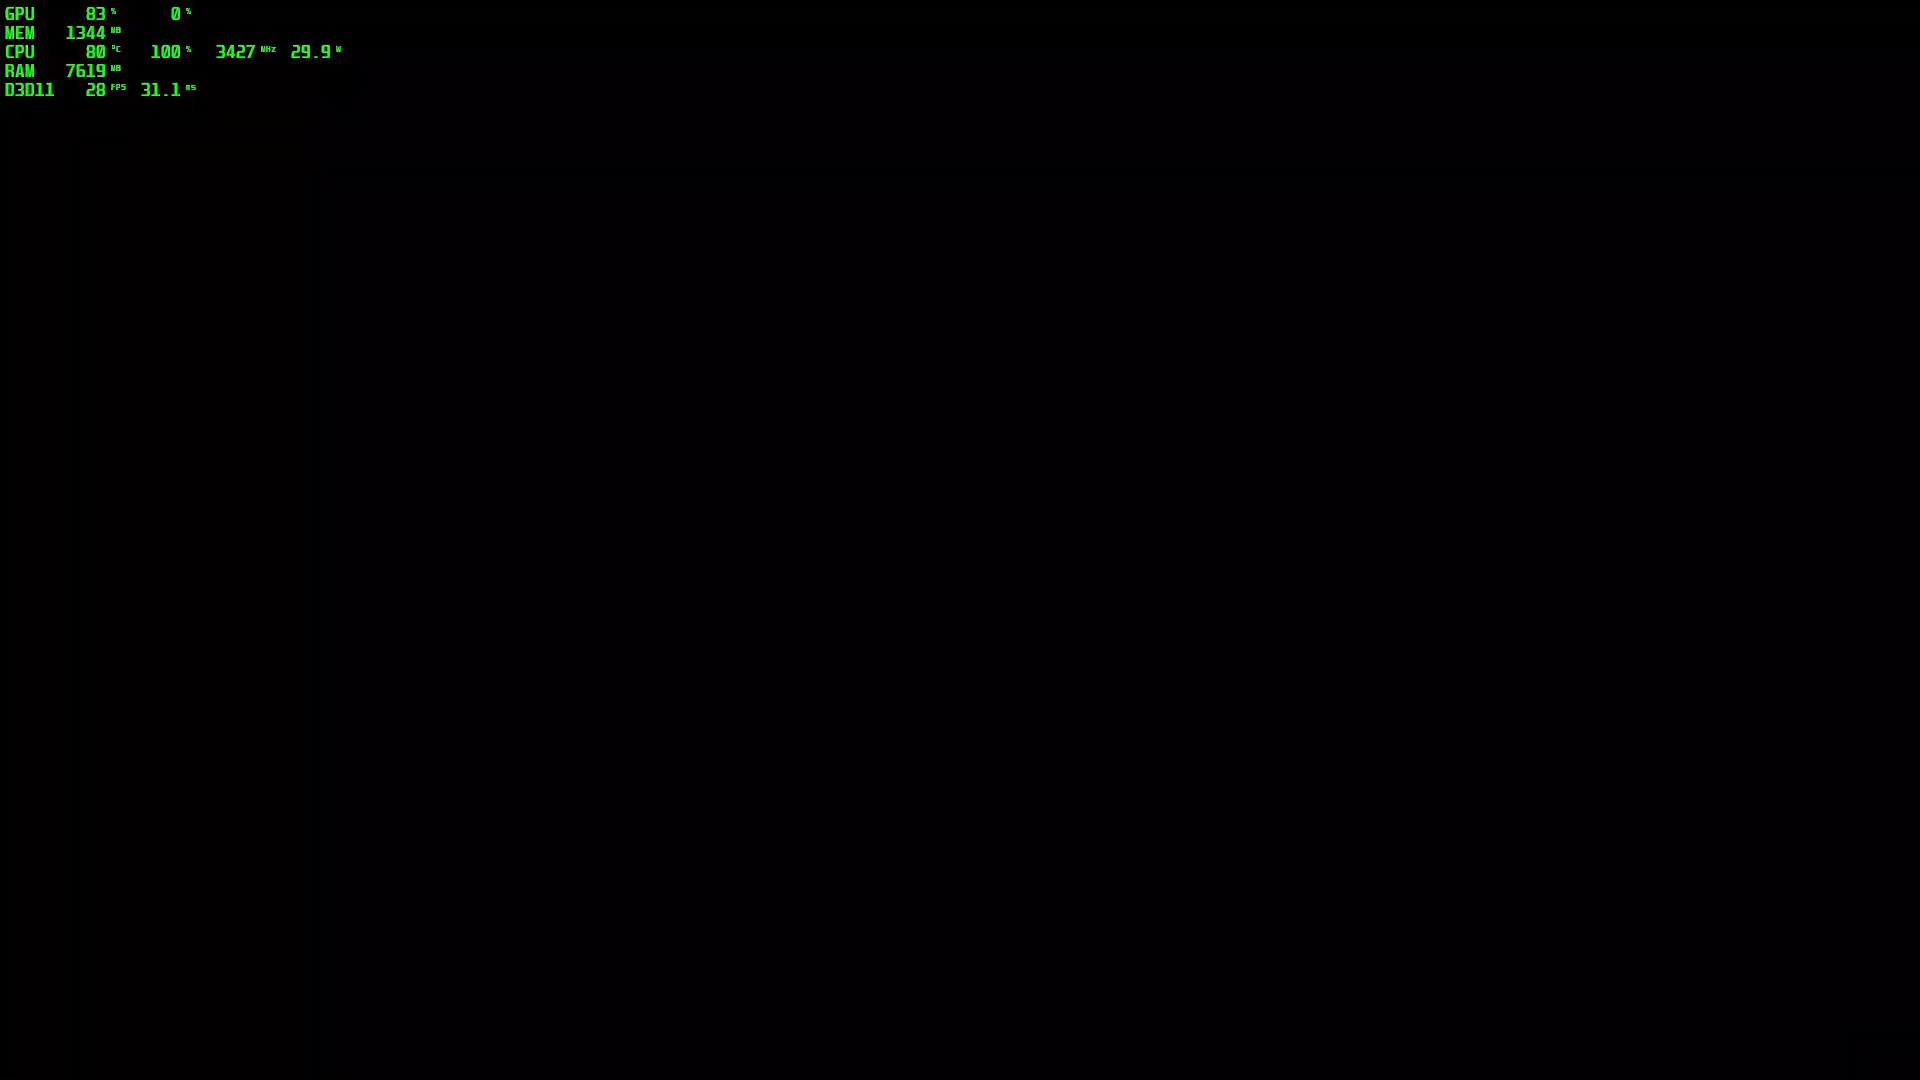 GPU 83 % 0 %
MEM 1344 MB
CPU 80 °C 100 % 3427 MHz 29.9 W
RAM 7619 MB
D3D11 28 FPS 31.1 ms